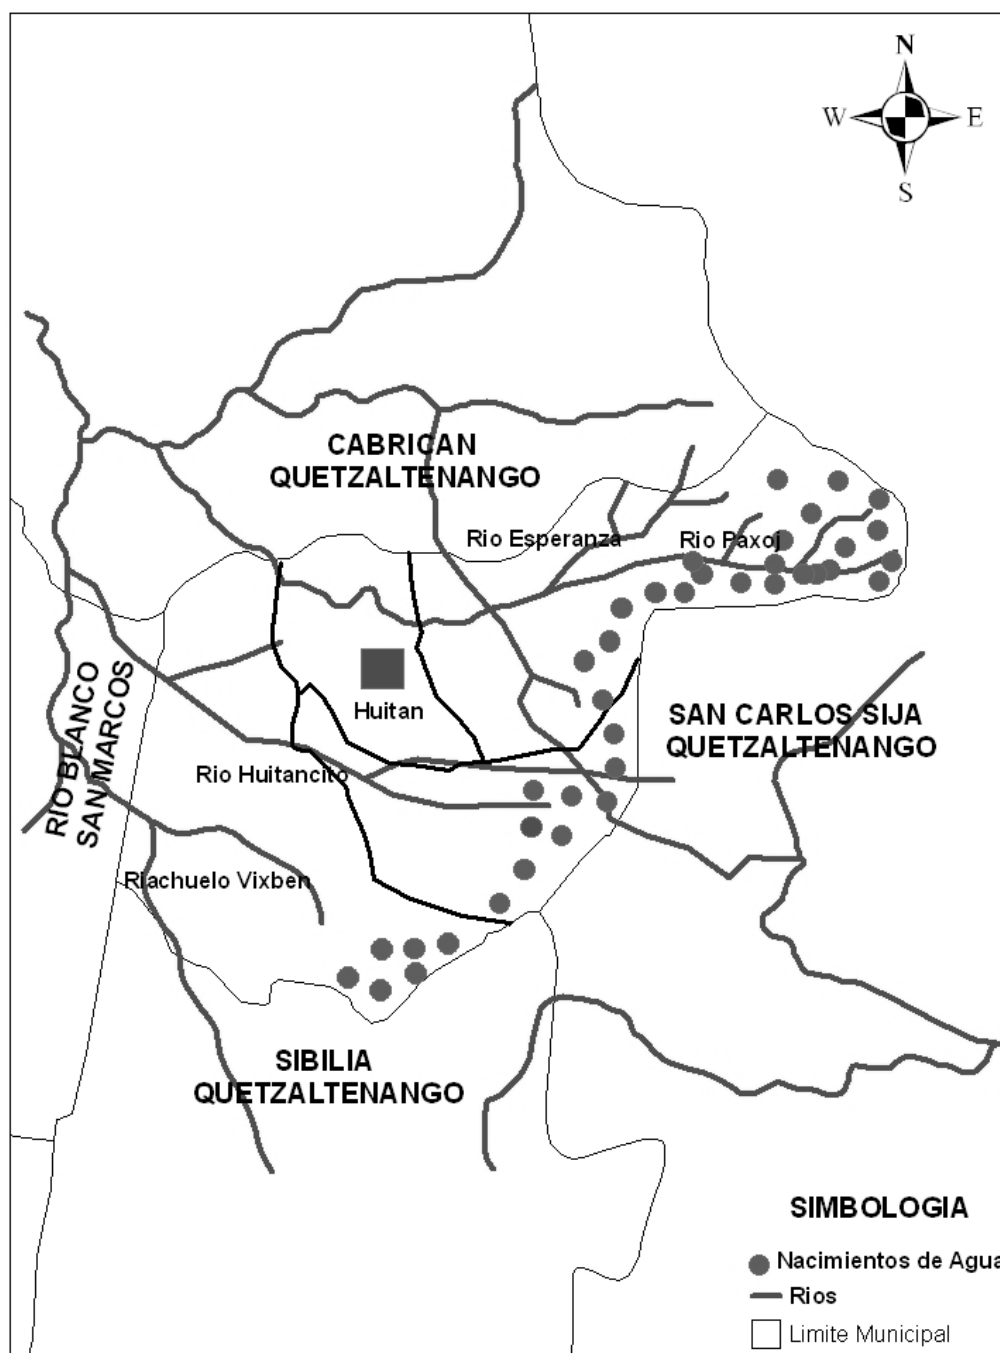 N
W E
S
CABRICAN
QUETZALTENANGO
Rio Esperanza
Rio Paxoj
RIO BLANCO
SAN MARCOS
Huitan
SAN CARLOS SIJA
QUETZALTENANGO
Rio Huitancito
Riachuelo Vixben
SIBILIA
QUETZALTENANGO
SIMBOLOGIA
Nacimientos de Agua
Rios
Limite Municipal